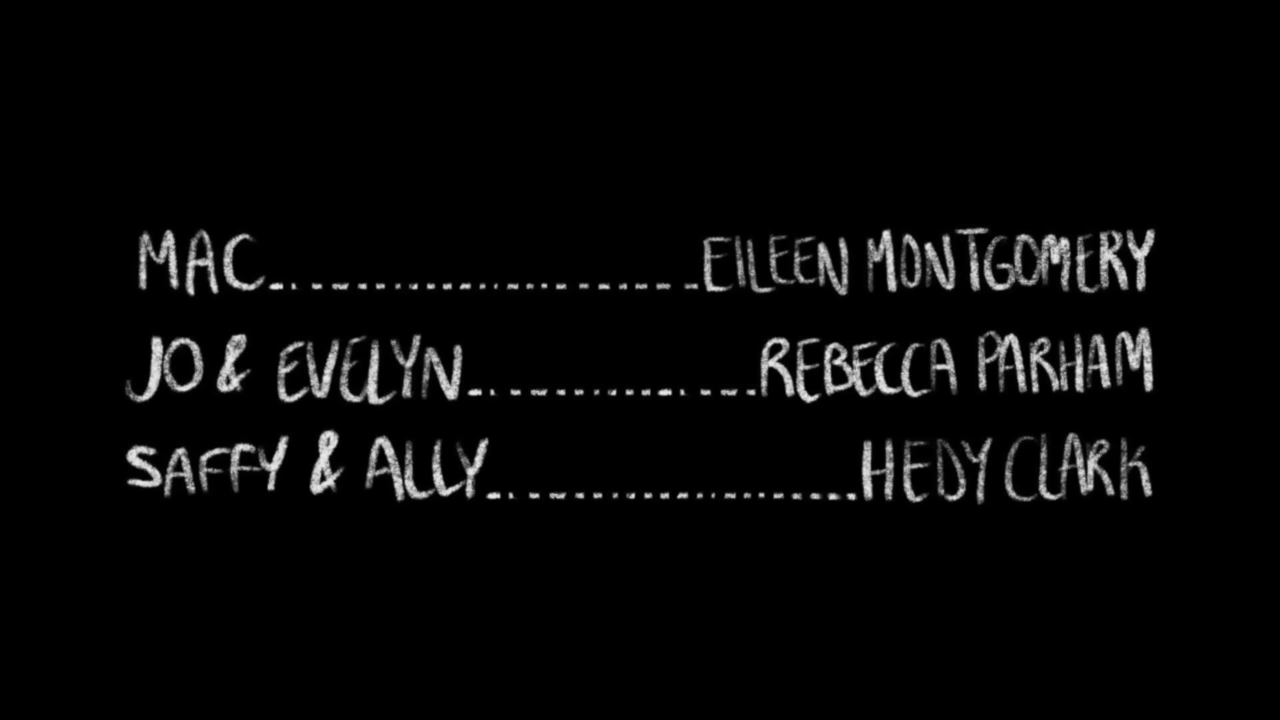 MAC....................EILEEN MONTGOMERY
JO & EVELYN....................REBECCA PARHAM
SAFFY & ALLY....................HEDY CLARK